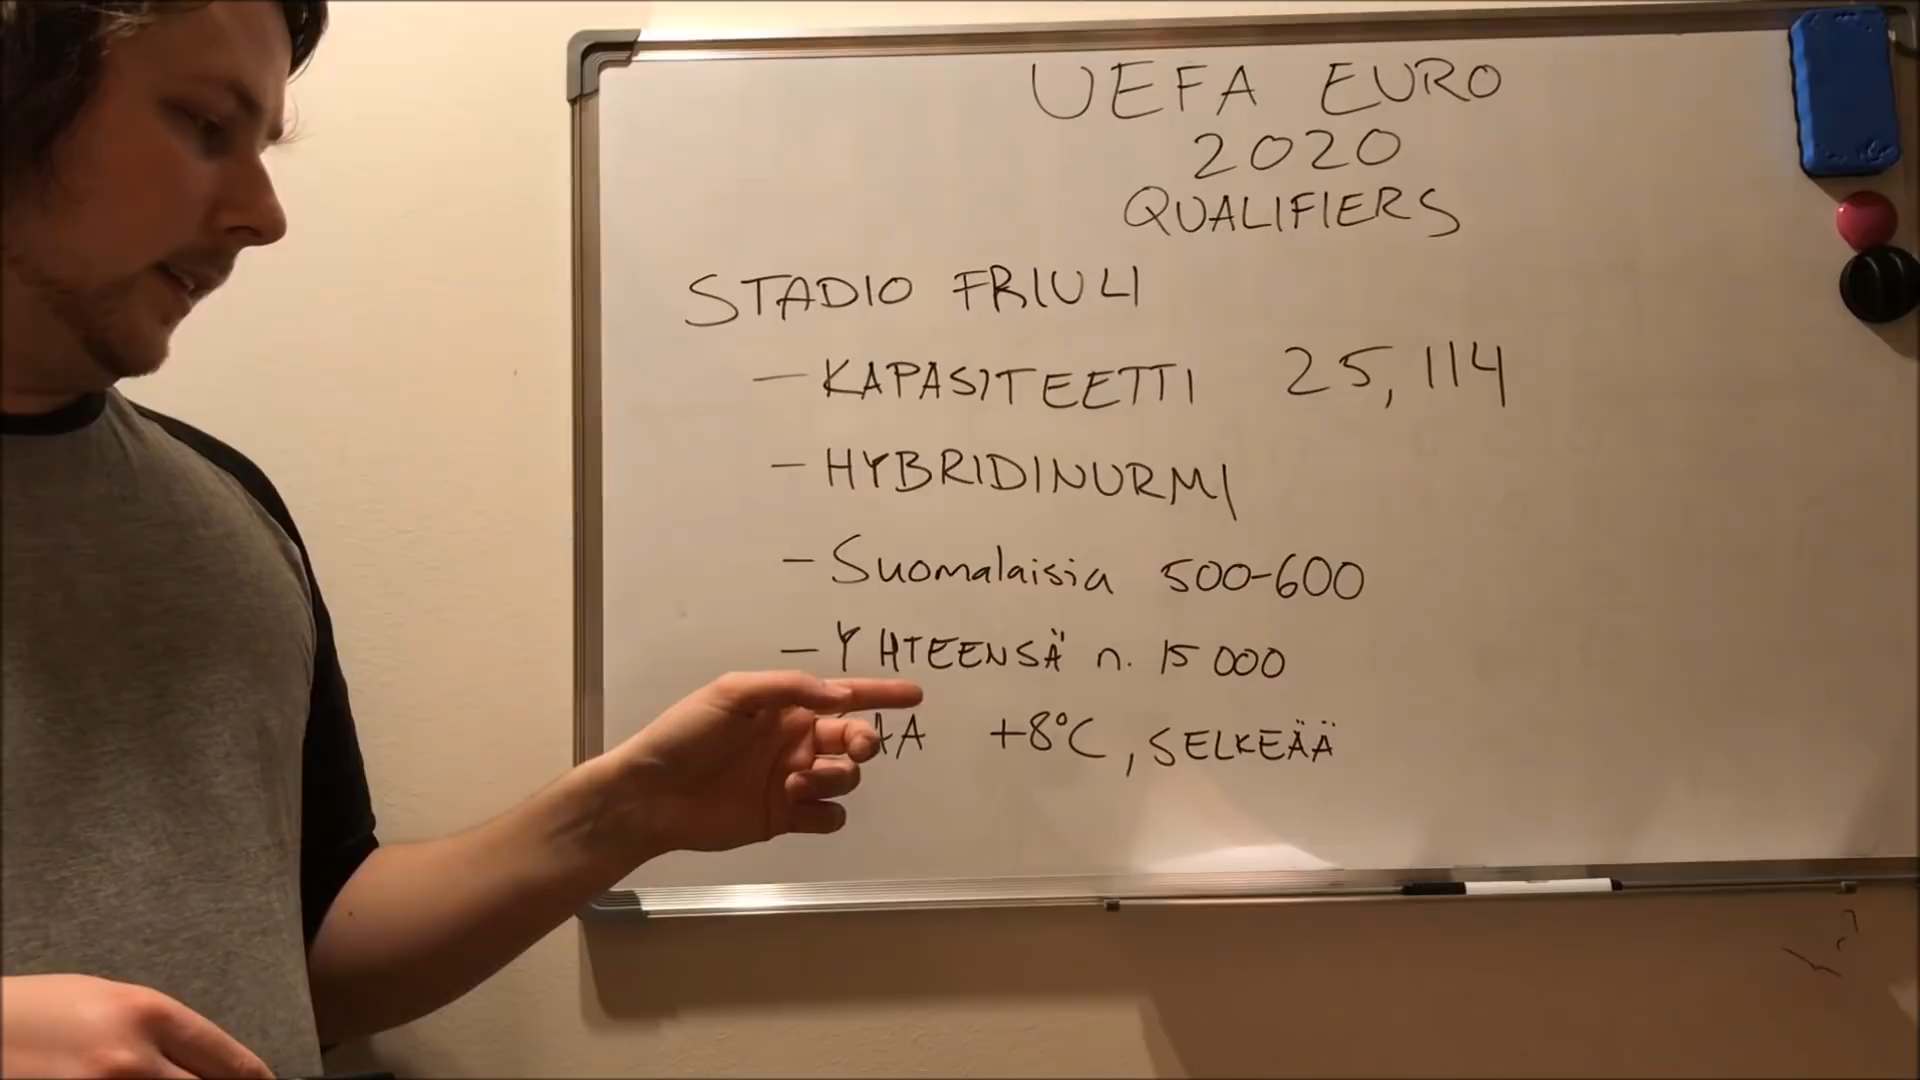 UEFA EURO
2020
QUALIFIERS
STADIO FRIULI
- KAPASITEETTI 25,114
- HYBRIDINURMI
- Suomalaisia 500-600
- YHTEENSÄ n. 15 000
+8°C, SELKEÄÄ